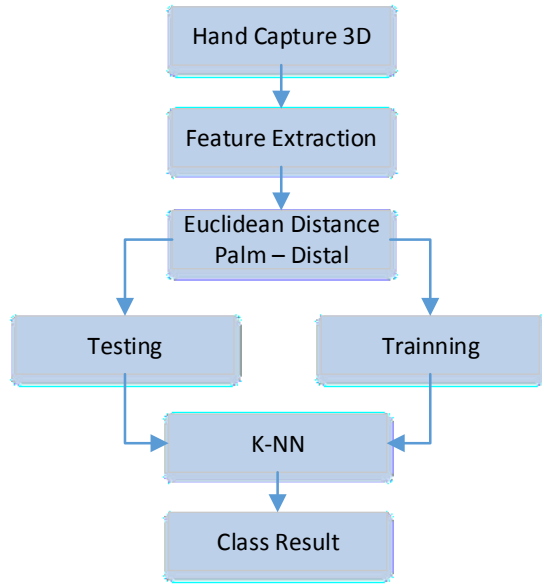 Hand Capture 3D
Feature Extraction
Euclidean Distance
Palm – Distal
Testing
Trainning
K-NN
Class Result